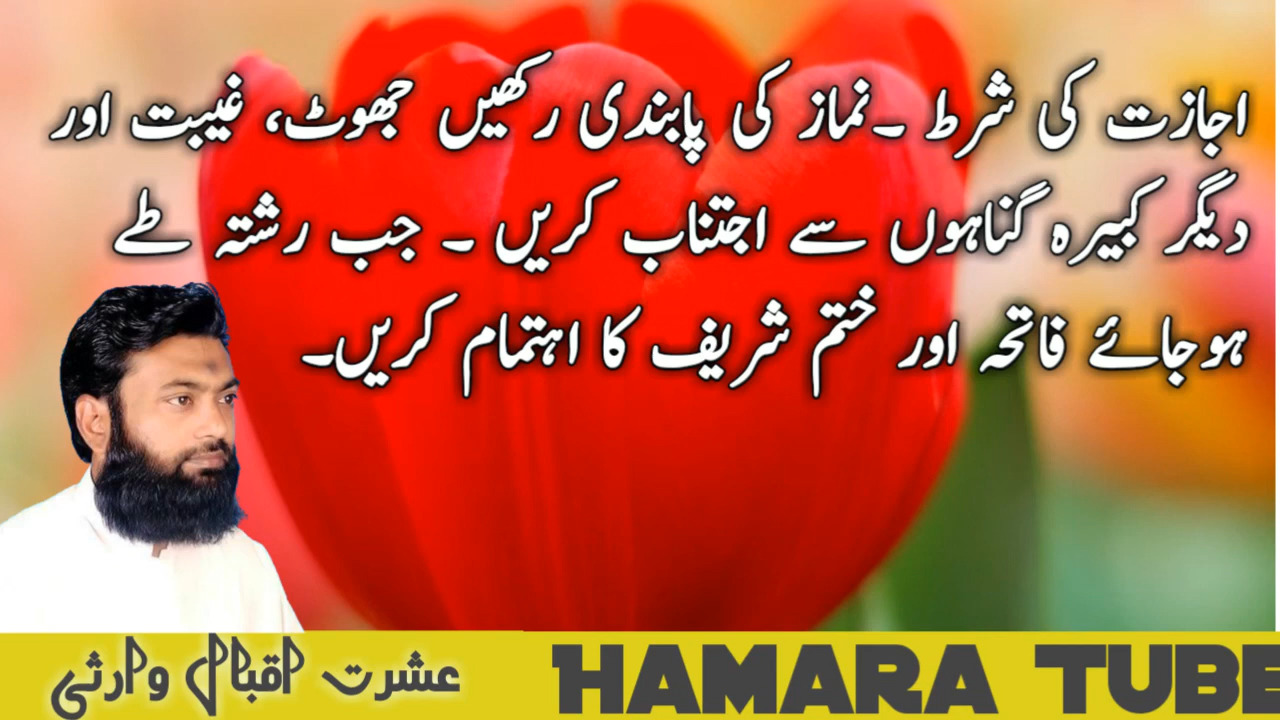 اجازت کی شرط ۔نماز کی پابندی رکھیں جھوٹ، غیبت اور
دیگر کبیرہ گناہوں سے اجتناب کریں ۔ جب رشتہ طے
ہوجائے فاتحہ اور ختم شریف کا اہتمام کریں۔
عشرت اقبال وارثی
HAMARA TUBE